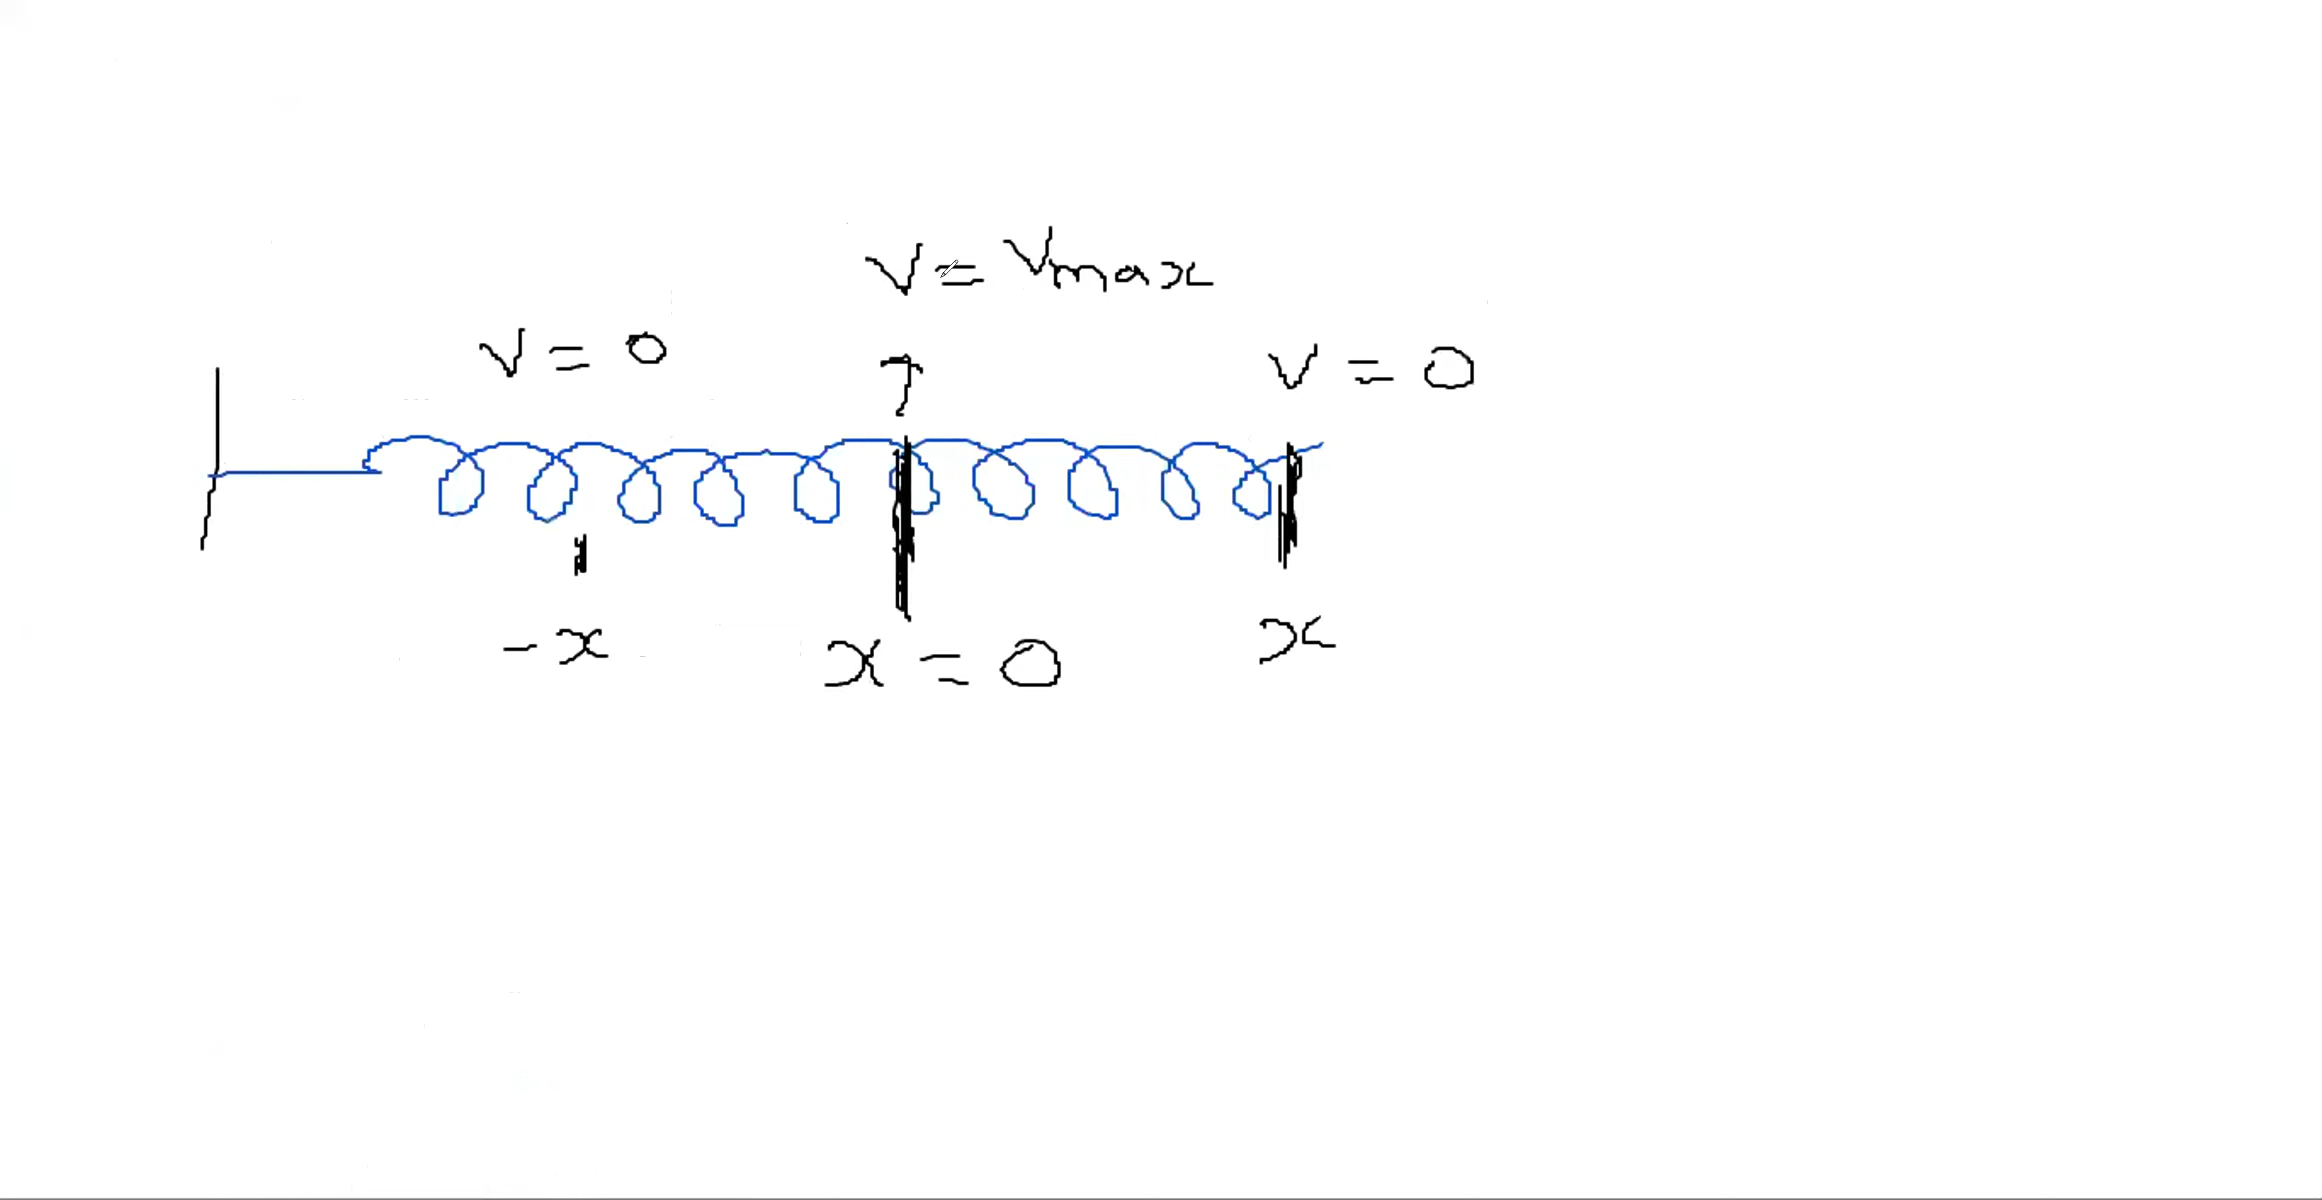 V = Vmax
V = 0
V = 0
- x
x = 0
x